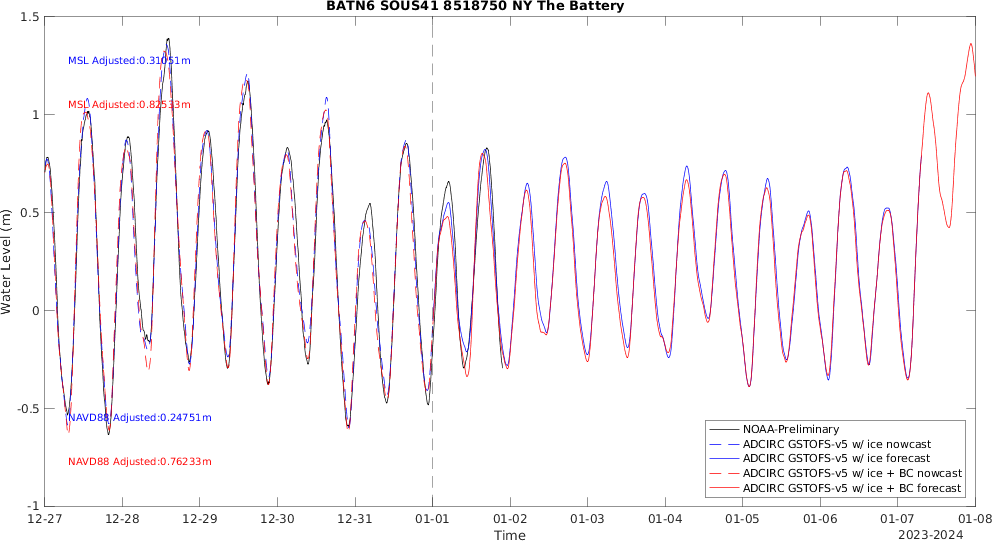 BATN6 SOUS41 8518750 NY The Battery
1.5
MSL Adjusted:0.31051m
MSL Adjusted:0.82533m
1
0.5
Water Level (m)
0
-0.5
NAVD88 Adjusted:0.24751m
NAVD88 Adjusted:0.76233m
NOAA-Preliminary
ADCIRC GSTOFS-v5 w/ ice nowcast
ADCIRC GSTOFS-v5 w/ ice forecast
ADCIRC GSTOFS-v5 w/ ice + BC nowcast
ADCIRC GSTOFS-v5 w/ ice + BC forecast
-1
12-27 12-28 12-29 12-30 12-31 01-01 01-02 01-03 01-04 01-05 01-06 01-07 01-08
Time
2023-2024